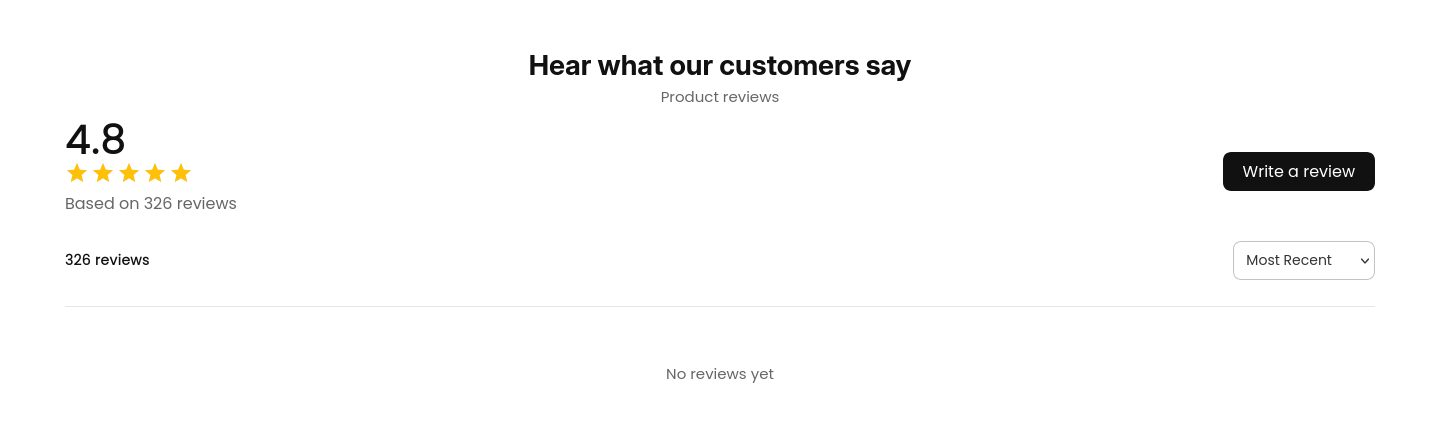 Hear what our customers say
Product reviews
4.8
Based on 326 reviews
Write a review
326 reviews
Most Recent
No reviews yet